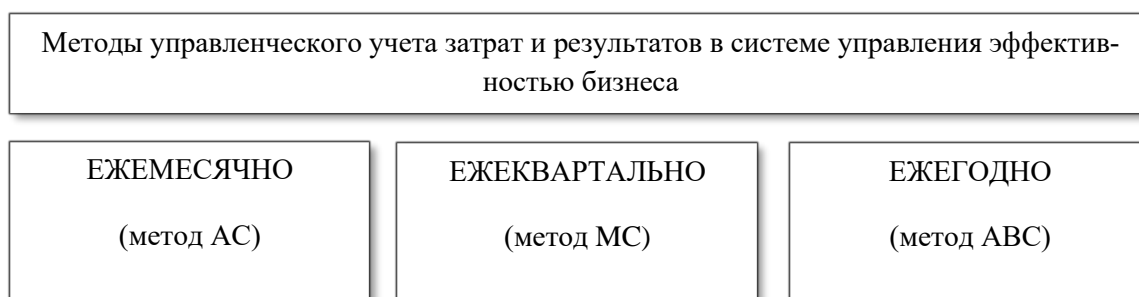 Методы управленческого учета затрат и результатов в системе управления эффектив-
ностью бизнеса
ЕЖЕМЕСЯЧНО
(метод АС)
ЕЖЕКВАРТАЛЬНО
(метод МС)
ЕЖЕГОДНО
(метод АВС)